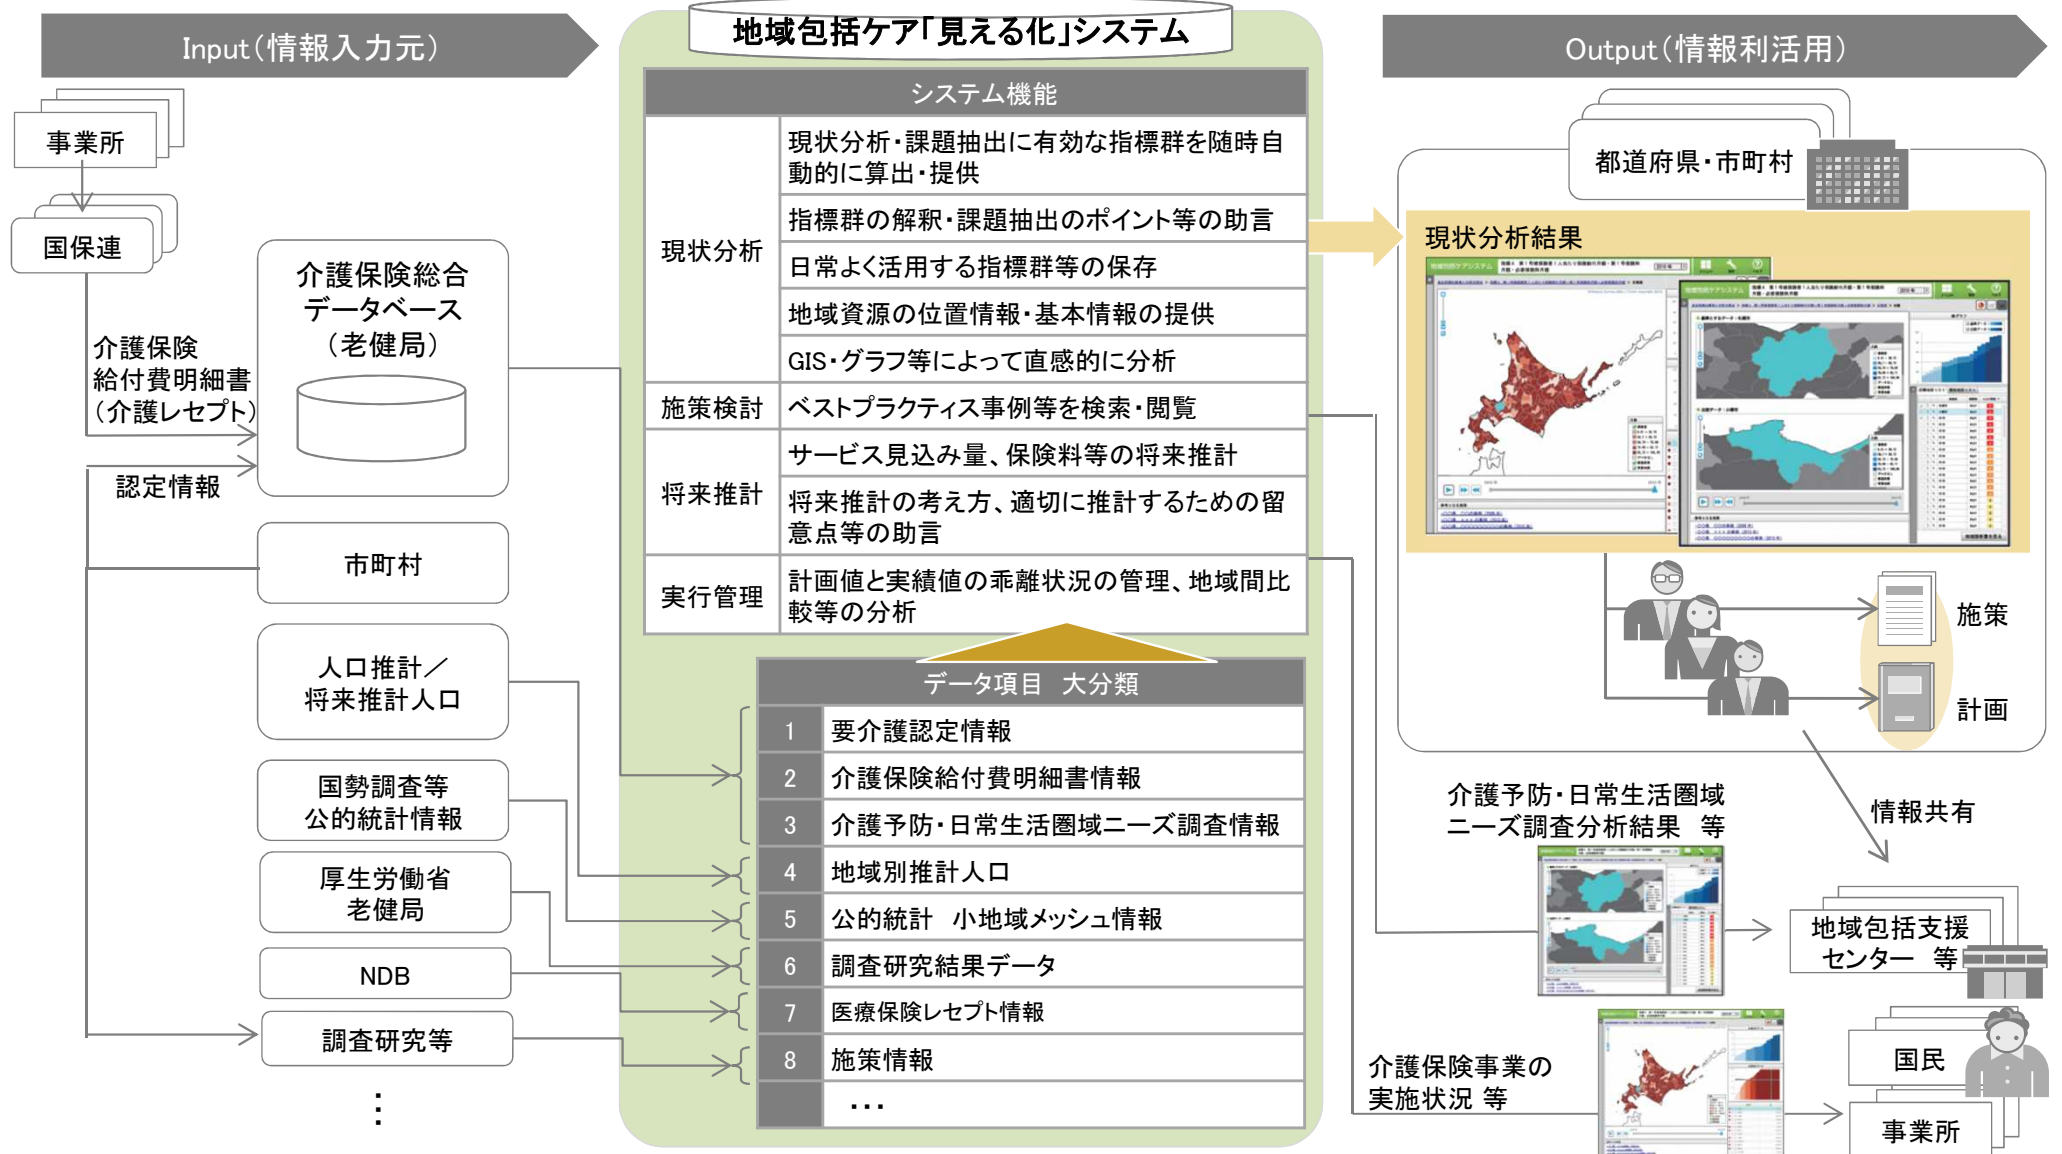 Input（情報入力元）
事業所
国保連
介護保険
給付費明細書
（介護レセプト）
認定情報
介護保険総合
データベース
（老健局）
市町村
人口推計／
将来推計人口
国勢調査等
公的統計情報
厚生労働省
老健局
NDB
調査研究等
⋮
地域包括ケア「見える化」システム
システム機能
現状分析
現状分析・課題抽出に有効な指標群を随時自
動的に算出・提供
指標群の解釈・課題抽出のポイント等の助言
日常よく活用する指標群等の保存
地域資源の位置情報・基本情報の提供
GIS・グラフ等によって直感的に分析
施策検討
ベストプラクティス事例等を検索・閲覧
将来推計
サービス見込み量、保険料等の将来推計
将来推計の考え方、適切に推計するための留
意点等の助言
実行管理
計画値と実績値の乖離状況の管理、地域間比
較等の分析
データ項目　大分類
1 要介護認定情報
2 介護保険給付費明細書情報
3 介護予防・日常生活圏域ニーズ調査情報
4 地域別推計人口
5 公的統計　小地域メッシュ情報
6 調査研究結果データ
7 医療保険レセプト情報
8 施策情報
…
Output（情報利活用）
都道府県・市町村
現状分析結果
地域包括ケアシステム
地域包括ケアシステム
施策
計画
情報共有
介護予防・日常生活圏域
ニーズ調査分析結果　等
地域包括支援
センター　等
介護保険事業の
実施状況 等
国民
事業所